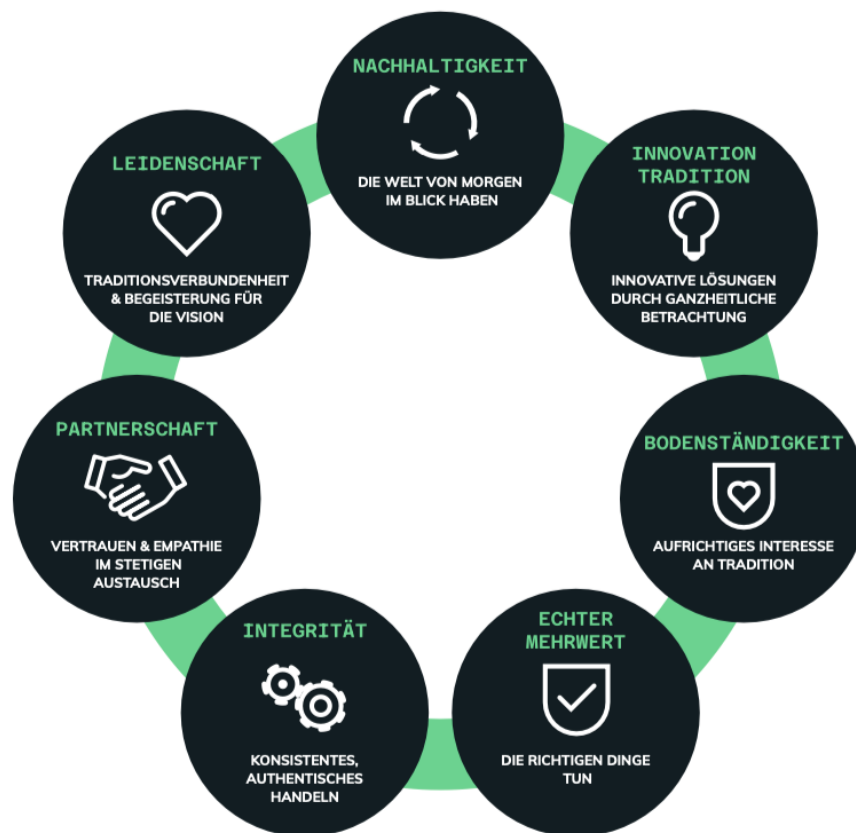 NACHHALTIGKEIT
DIE WELT VON MORGEN
IM BLICK HABEN
INNOVATION
TRADITION
INNOVATIVE LÖSUNGEN
DURCH GANZHEITLICHE
BETRACHTUNG
BODENSTÄNDIGKEIT
AUFRICHTIGES INTERESSE
AN TRADITION
ECHTER
MEHRWERT
DIE RICHTIGEN DINGE
TUN
INTEGRITÄT
KONSISTENTES,
AUTHENTISCHES
HANDELN
PARTNERSCHAFT
VERTRAUEN & EMPATHIE
IM STETIGEN
AUSTAUSCH
LEIDENSCHAFT
TRADITIONSVERBUNDENHEIT
& BEGEISTERUNG FÜR
DIE VISION